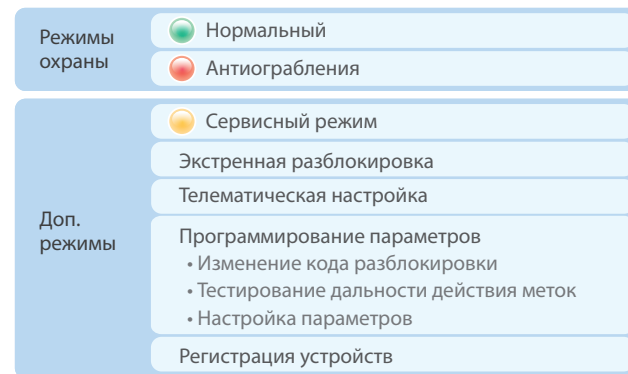 Режимы
охраны
Нормальный
Антиограбления
Доп.
режимы
Сервисный режим
Экстренная разблокировка
Телематическая настройка
Программирование параметров
• Изменение кода разблокировки
• Тестирование дальности действия меток
• Настройка параметров
Регистрация устройств